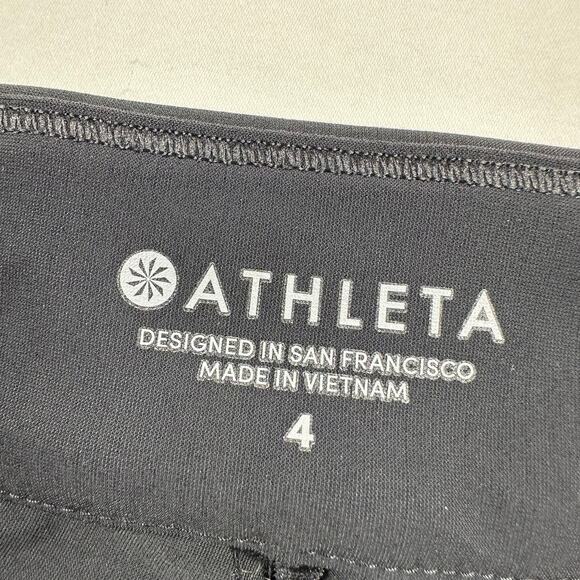 ATHLETA
DESIGNED IN SAN FRANCISCO
MADE IN VIETNAM
4